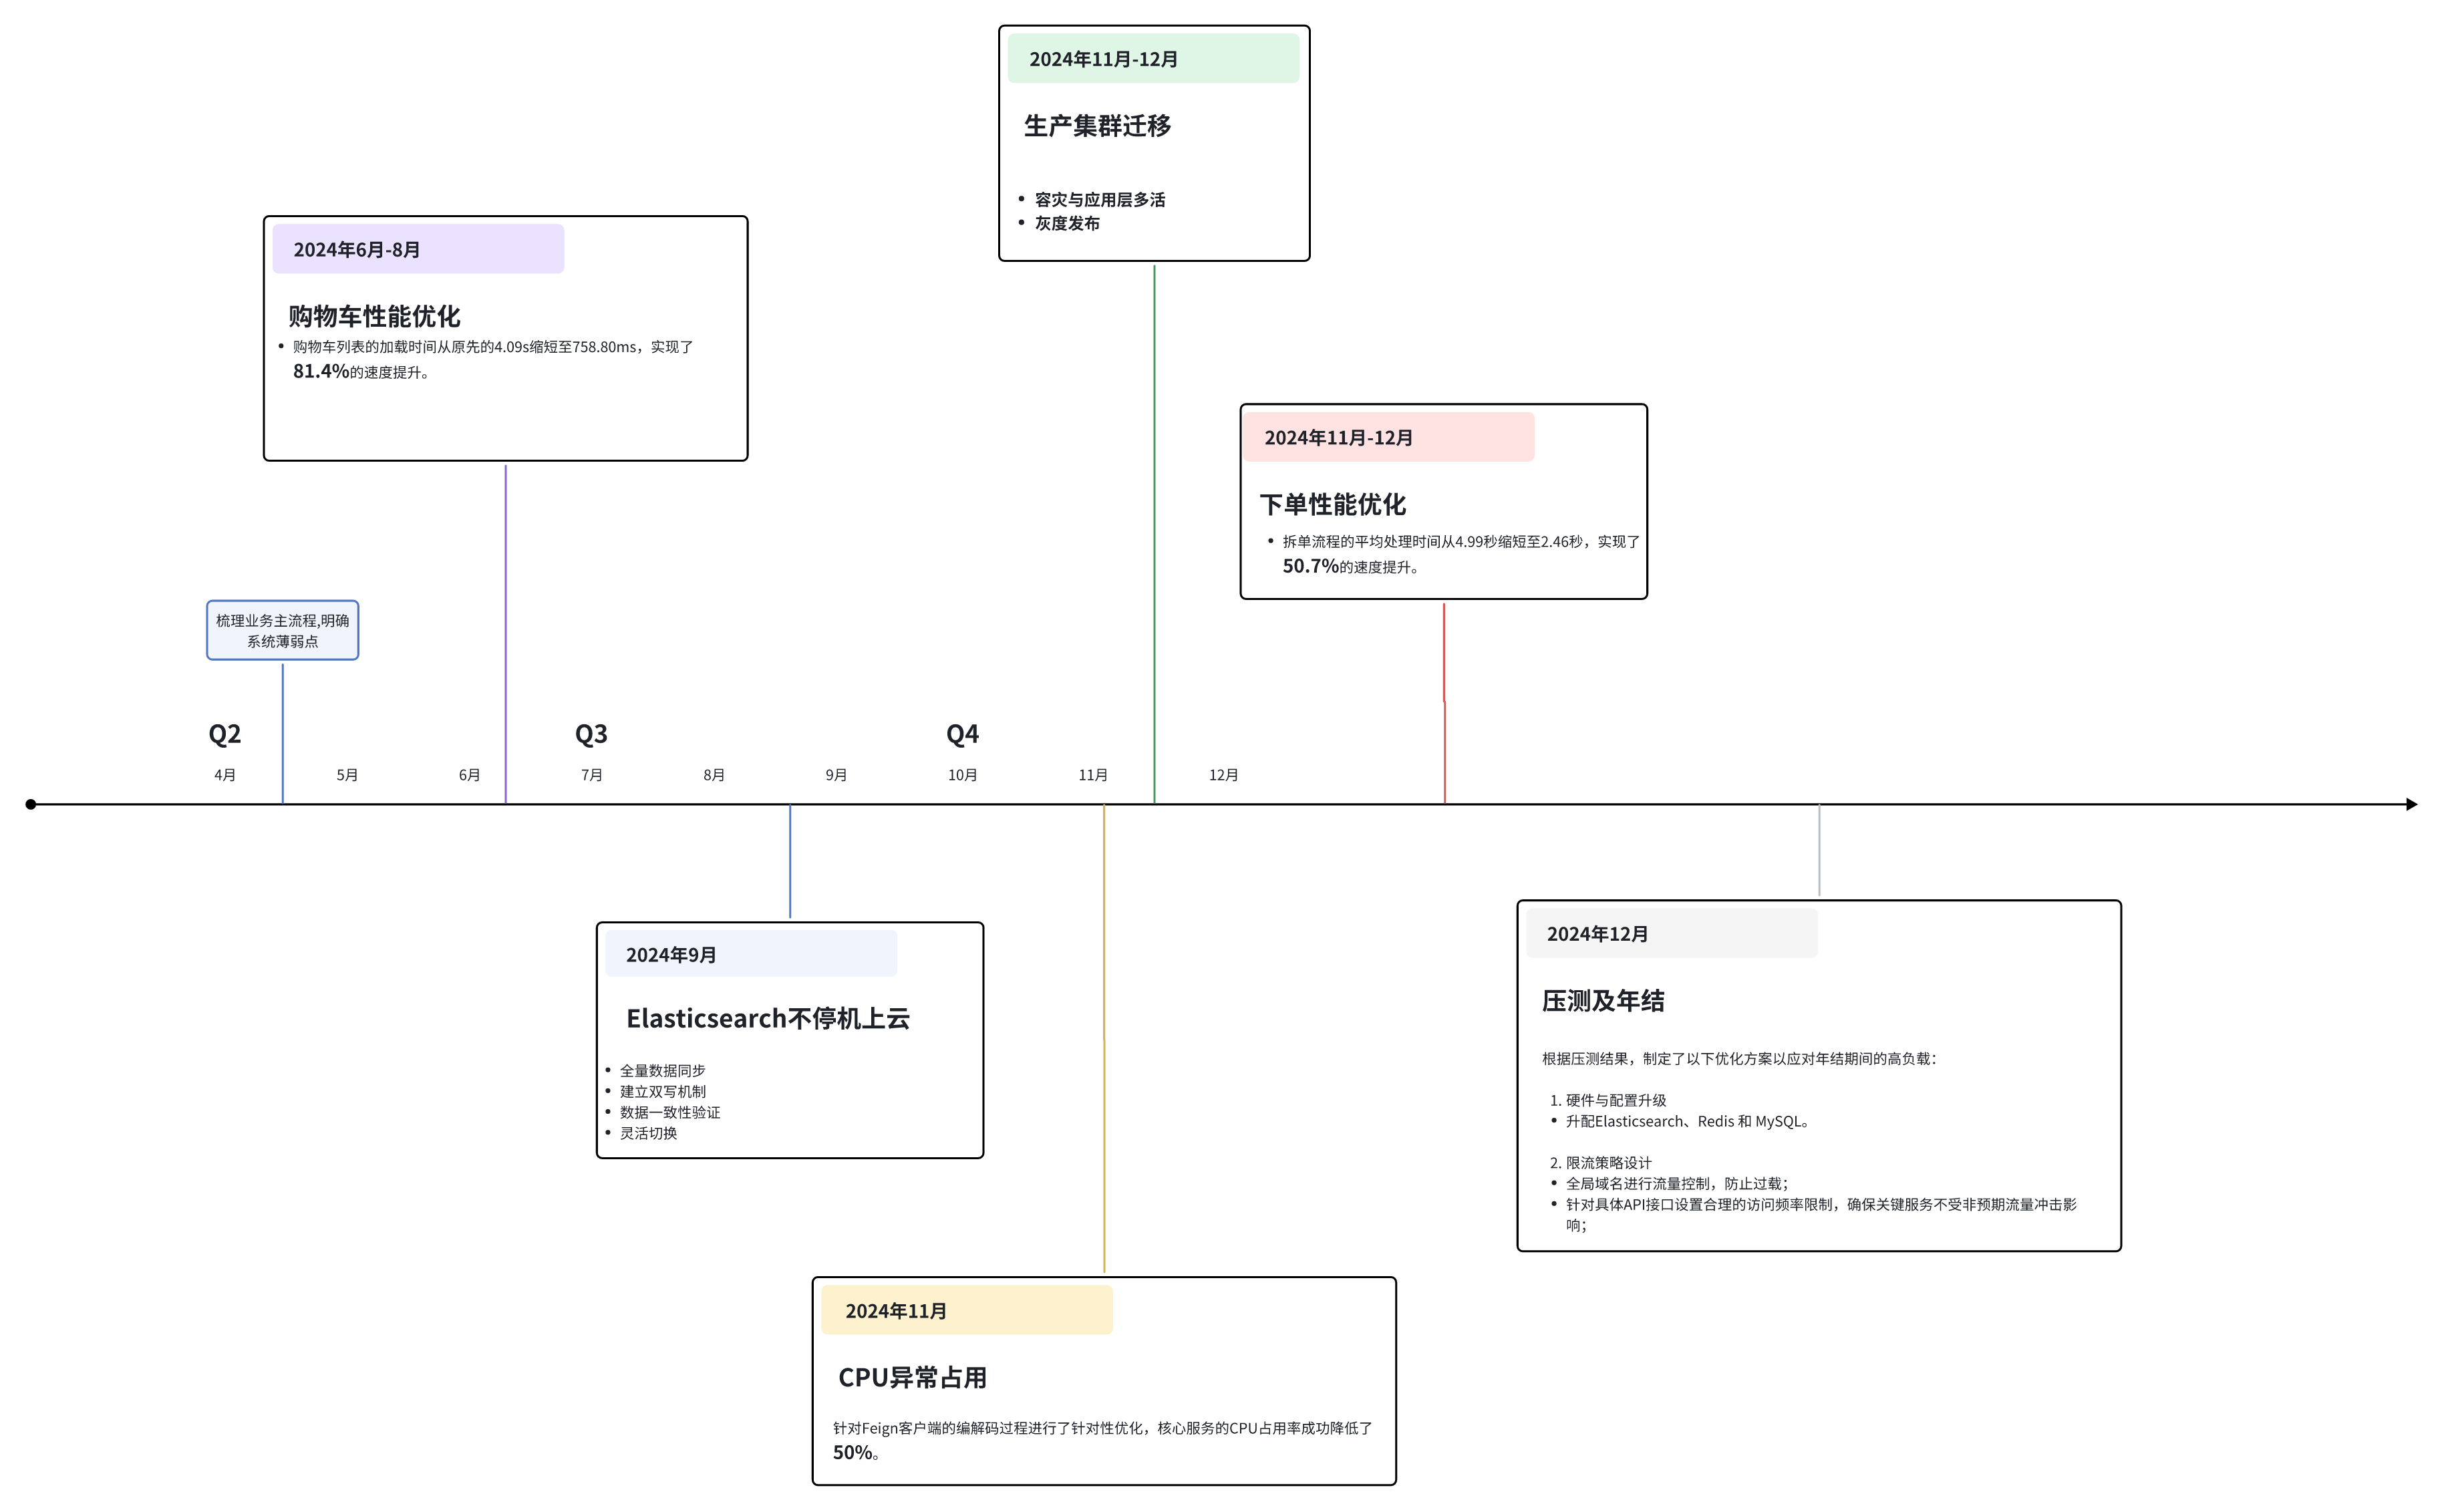 2024年11月-12月
生产集群迁移
• 容灾与应用层多活
• 灰度发布
2024年6月-8月
购物车性能优化
• 购物车列表的加载时间从原先的4.09s缩短至758.80ms，实现了
81.4%的速度提升。
2024年11月-12月
下单性能优化
• 拆单流程的平均处理时间从4.99秒缩短至2.46秒，实现了
50.7%的速度提升。
梳理业务主流程,明确
系统薄弱点
Q2 Q3 Q4
4月 5月 6月 7月 8月 9月 10月 11月 12月
2024年9月
Elasticsearch不停机上云
• 全量数据同步
• 建立双写机制
• 数据一致性验证
• 灵活切换
2024年12月
压测及年结
根据压测结果，制定了以下优化方案以应对年结期间的高负载：
1. 硬件与配置升级
• 升配Elasticsearch、Redis 和 MySQL。
2. 限流策略设计
• 全局域名进行流量控制，防止过载；
• 针对具体API接口设置合理的访问频率限制，确保关键服务不受非预期流量冲击影
响；
2024年11月
CPU异常占用
针对Feign客户端的编解码过程进行了针对性优化，核心服务的CPU占用率成功降低了
50%。